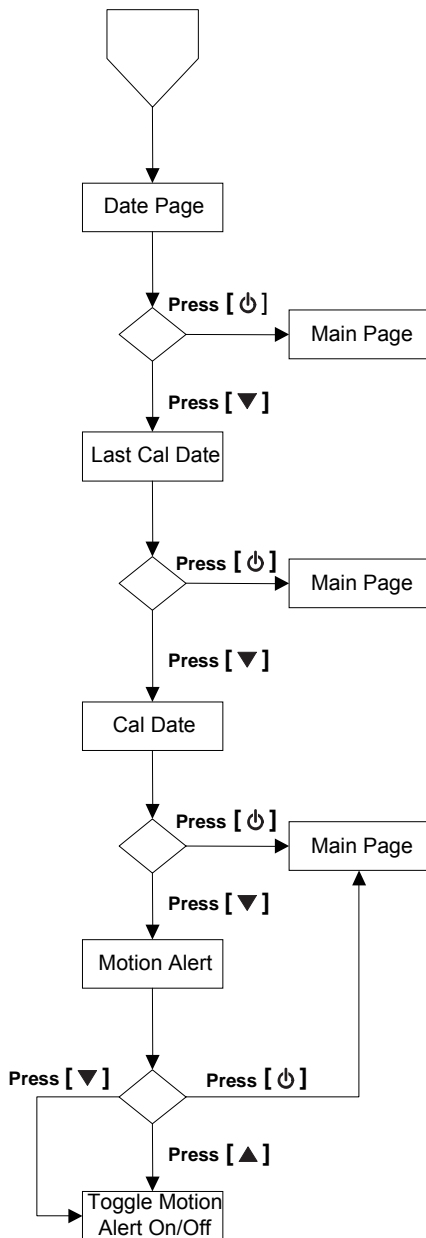 Date Page
Press [ ⏻ ]
Main Page
Press [ ▼ ]
Last Cal Date
Press [ ⏻ ]
Main Page
Press [ ▼ ]
Cal Date
Press [ ⏻ ]
Main Page
Press [ ▼ ]
Motion Alert
Press [ ▼ ]
Press [ ⏻ ]
Press [ ▲ ]
Toggle Motion
Alert On/Off